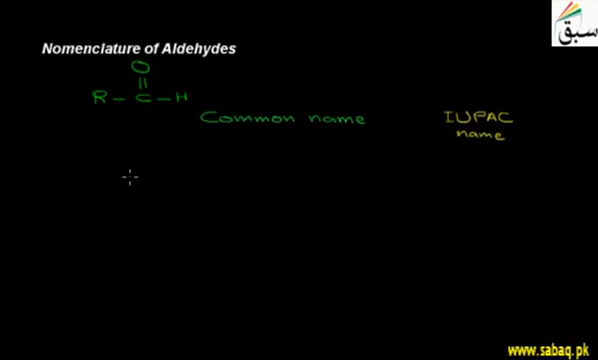 سبق
Nomenclature of Aldehydes
O
||
R - C - H
Common name
IUPAC
name
www.sabaq.pk